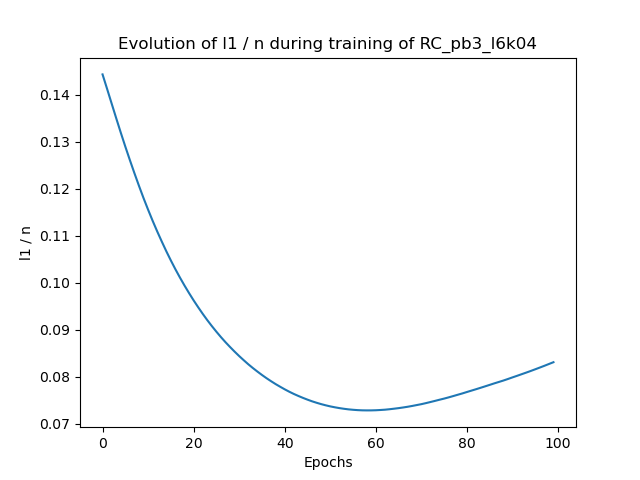 Evolution of l1 / n during training of RC_pb3_l6k04
0.14
0.13
0.12
0.11
0.10
0.09
0.08
0.07
l1 / n
0 20 40 60 80 100
Epochs